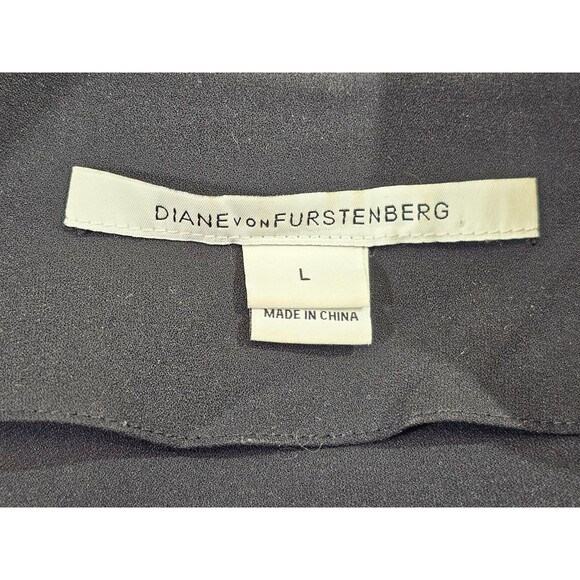 DIANE VON FURSTENBERG
L
MADE IN CHINA